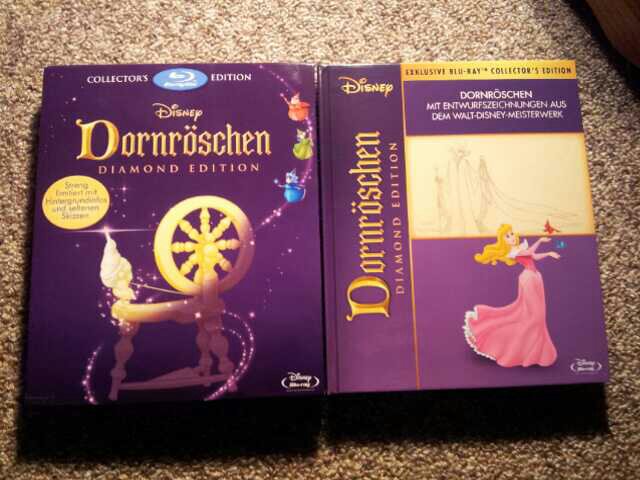 COLLECTOR'S Blu-ray Disc EDITION
Disney
Dornröschen
DIAMOND EDITION
Streng
limitiert mit
Hintergrundinfos
und seltenen
Skizzen.
Disney
Blu-ray
Disney
EXKLUSIVE BLU-RAY™ COLLECTOR'S EDITION
DORNRÖSCHEN
MIT ENTWURFSZEICHNUNGEN AUS
DEM WALT-DISNEY-MEISTERWERK
Dornröschen
DIAMOND EDITION
Disney
Blu-ray